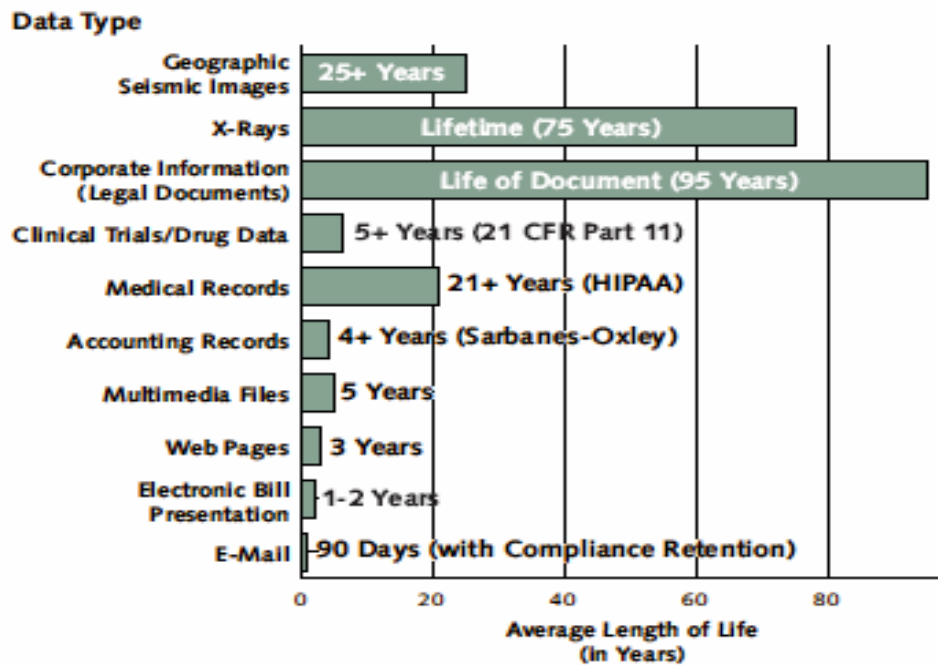 Data Type
Geographic
Seismic Images
25+ Years
X-Rays
Lifetime (75 Years)
Corporate Information
(Legal Documents)
Life of Document (95 Years)
Clinical Trials/Drug Data
5+ Years (21 CFR Part 11)
Medical Records
21+ Years (HIPAA)
Accounting Records
4+ Years (Sarbanes-Oxley)
Multimedia Files
5 Years
Web Pages
3 Years
Electronic Bill
Presentation
1-2 Years
E-Mail
90 Days (with Compliance Retention)
0 20 40 60 80
Average Length of Life
(in Years)